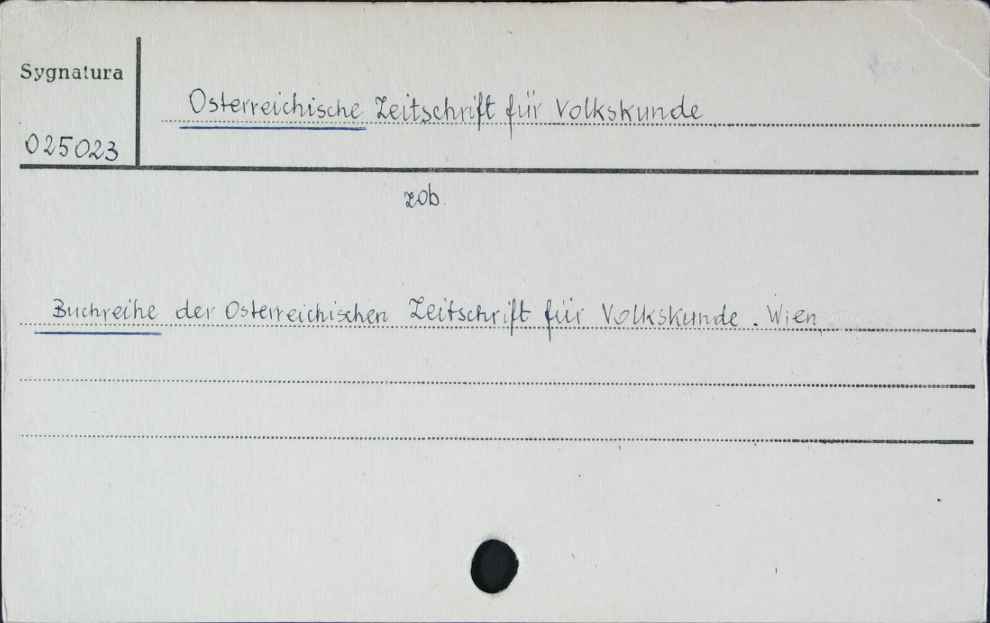 Sygnatura
Osterreichische Zeitschrift für Volkskunde
025023
zob.
Buchreihe der Osterreichischen Zeitschrift für Volkskunde. Wien